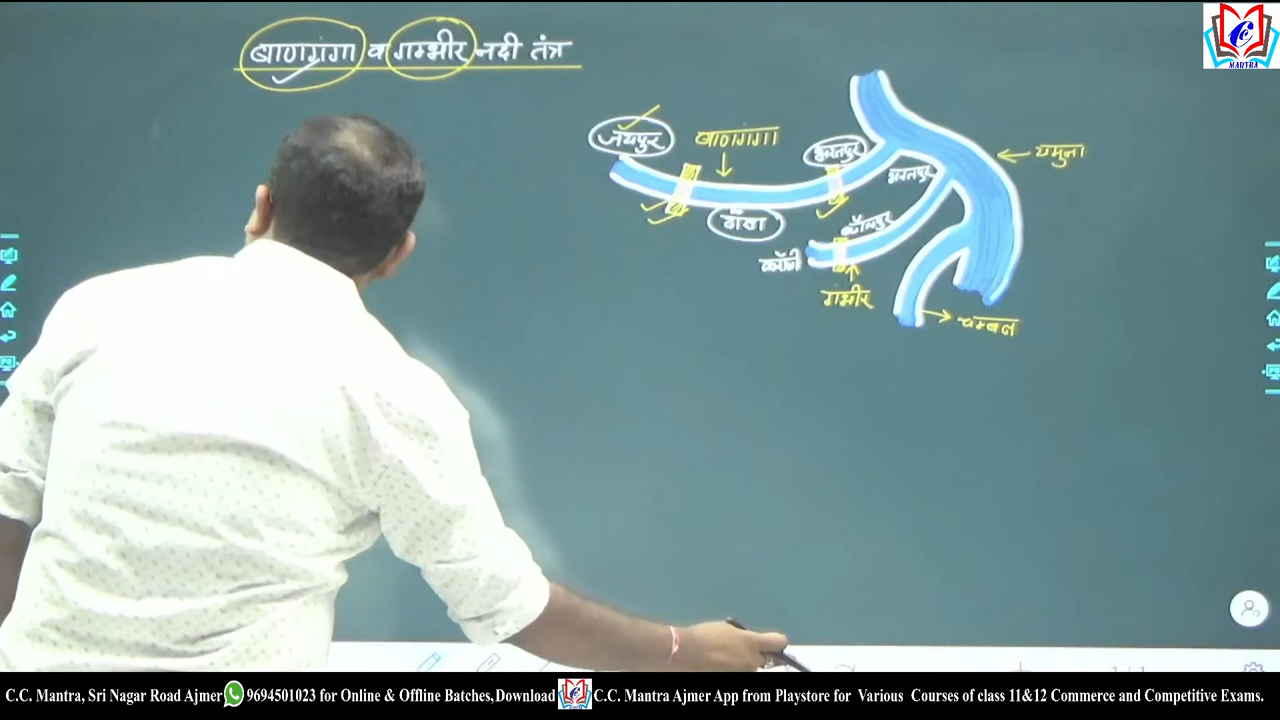 बाणगंगा व गम्भीर नदी तंत्र
जयपुर
बाणगंगा
भरतपुर
यमुना
भरतपुर
दौसा
धौलपुर
करौली
गम्भीर
चम्बल
C
MANTRA
C.C. Mantra, Sri Nagar Road Ajmer 9694501023 for Online & Offline Batches,Download C.C. Mantra Ajmer App from Playstore for Various Courses of class 11&12 Commerce and Competitive Exams.